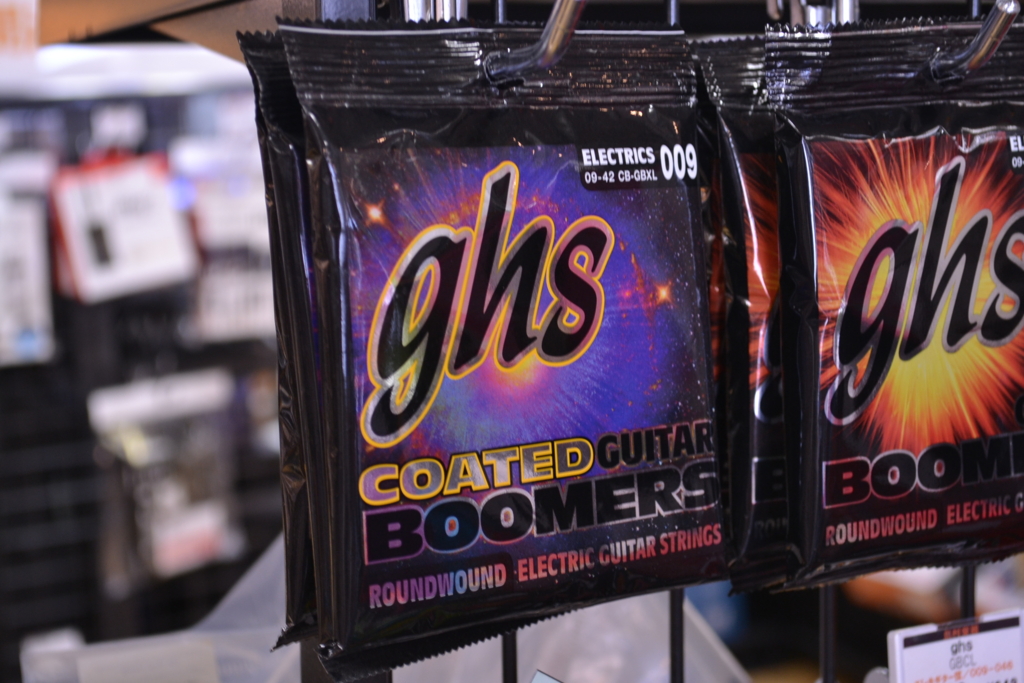 ELECTRICS 009
09-42 CB-GBXL
ghs
COATED GUITAR
BOOMERS
ROUNDWOUND ELECTRIC GUITAR STRINGS
ghs
ROUNDWOUND ELECTRIC
ghs
GBCL